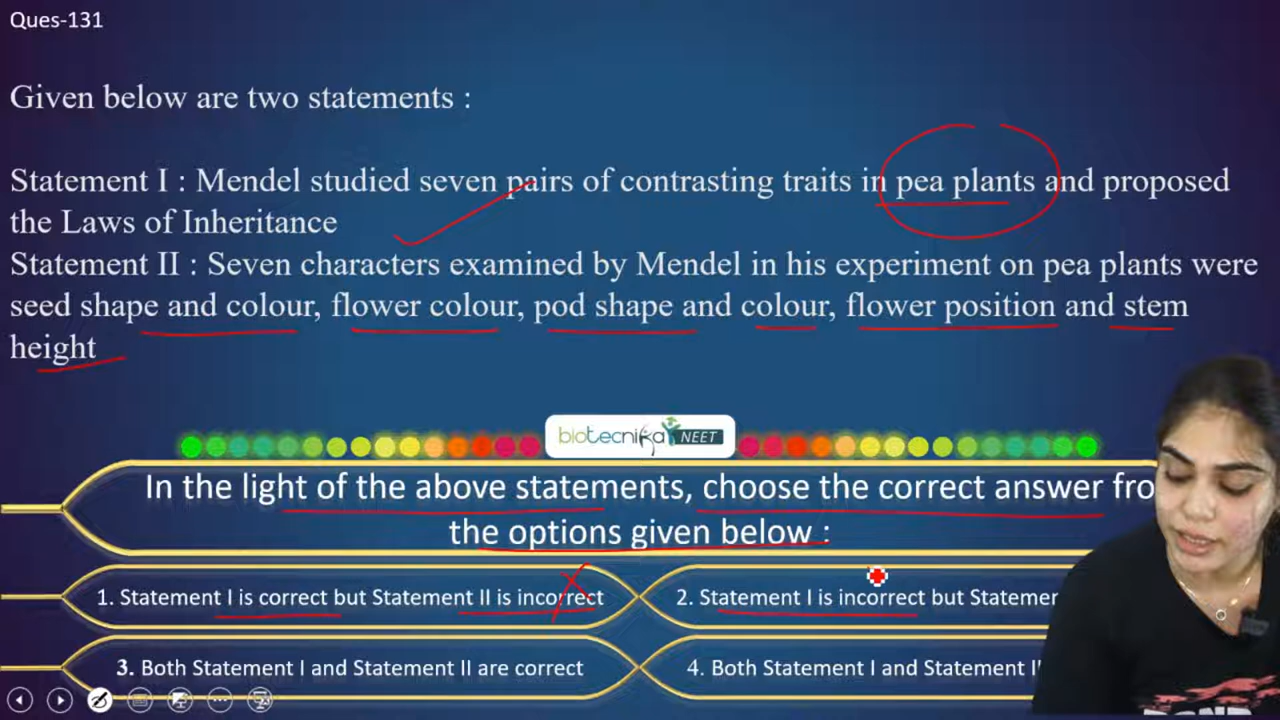 Ques-131
Given below are two statements :
Statement I : Mendel studied seven pairs of contrasting traits in pea plants and proposed
the Laws of Inheritance
Statement II : Seven characters examined by Mendel in his experiment on pea plants were
seed shape and colour, flower colour, pod shape and colour, flower position and stem
height
biotecnika NEET
In the light of the above statements, choose the correct answer fro
the options given below :
1. Statement I is correct but Statement II is incorrect
2. Statement I is incorrect but Statemen
3. Both Statement I and Statement II are correct
4. Both Statement I and Statement II